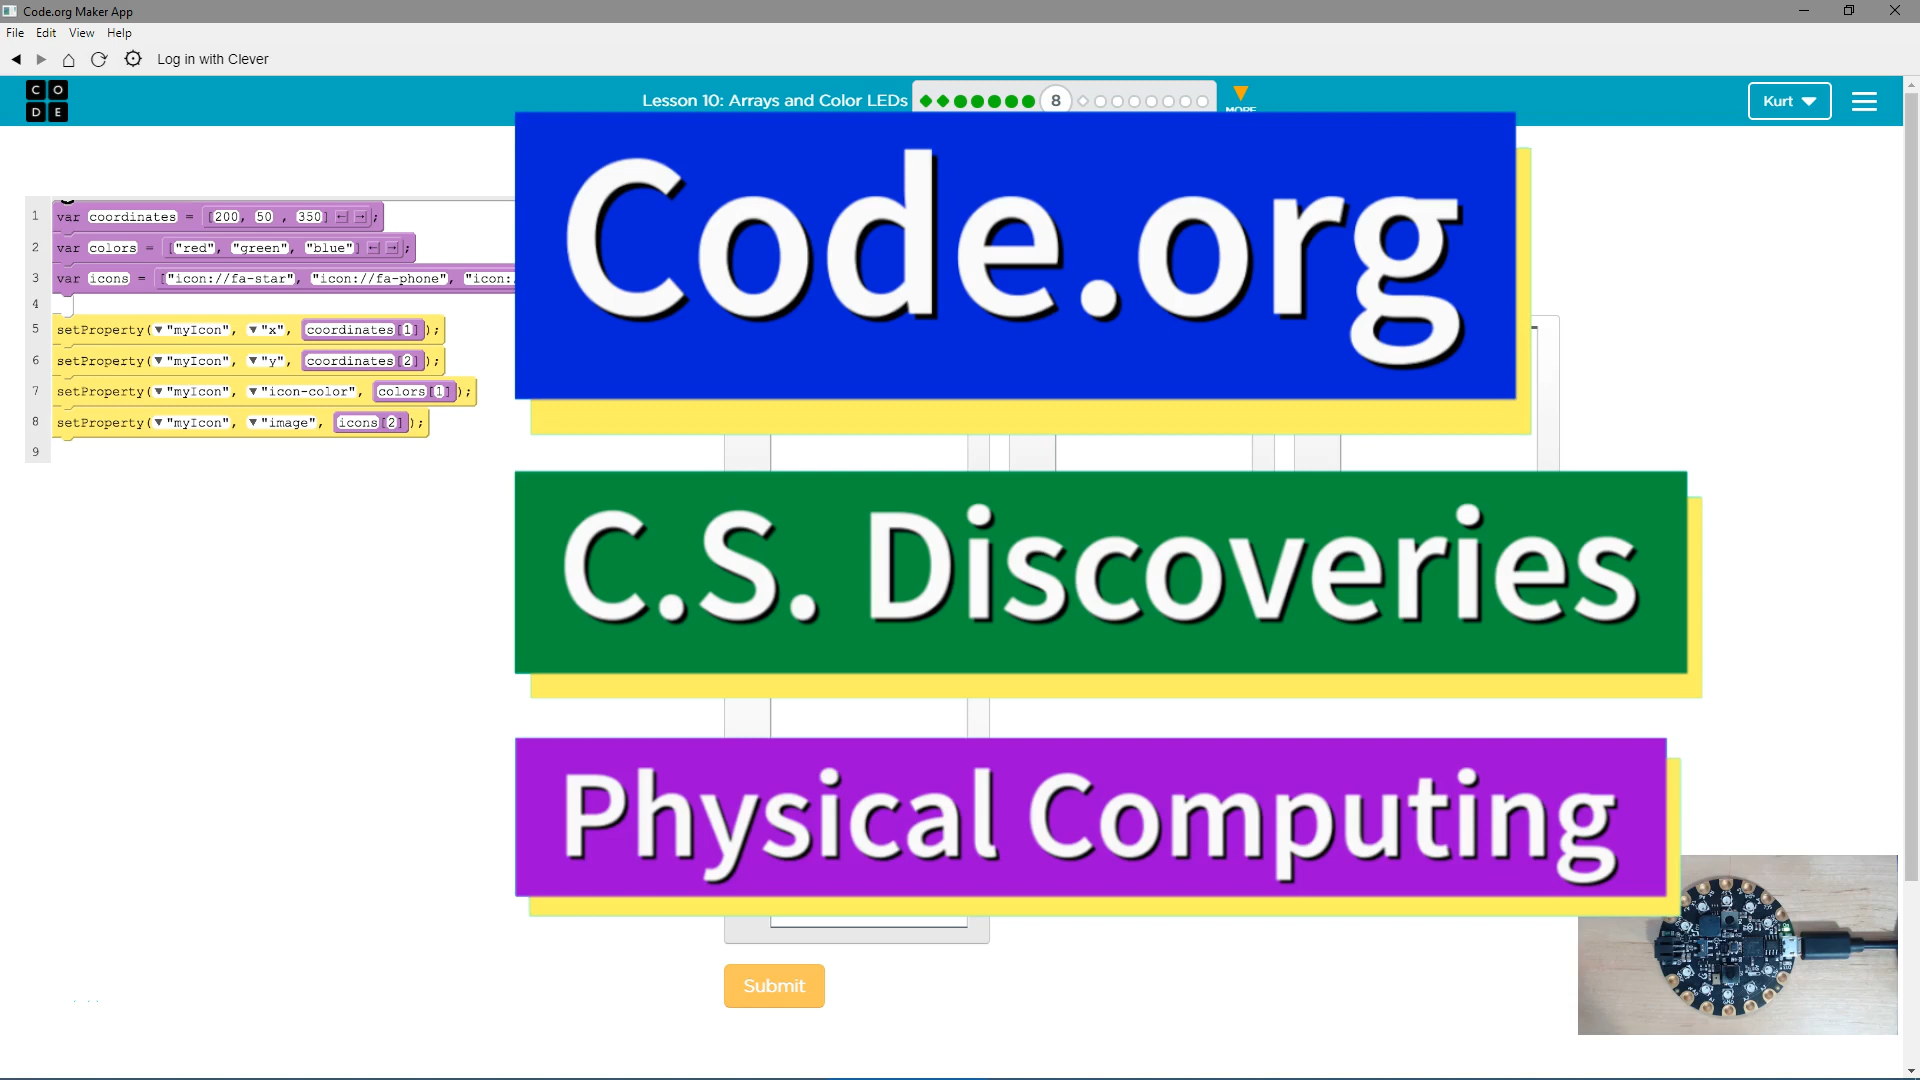 Code.org Maker App
File Edit View Help
Log in with Clever
C O
D E
Lesson 10: Arrays and Color LEDs
8
MORE
Kurt
Code.org
C.S. Discoveries
Physical Computing
1 var coordinates = [200, 50 , 350] ← → ;
2 var colors = ["red", "green", "blue"] ← → ;
3 var icons = ["icon://fa-star", "icon://fa-phone", "icon:
4
5 setProperty(▼"myIcon", ▼"x", coordinates[1]);
6 setProperty(▼"myIcon", ▼"y", coordinates[2]);
7 setProperty(▼"myIcon", ▼"icon-color", colors[1]);
8 setProperty(▼"myIcon", ▼"image", icons[2]);
9
Submit